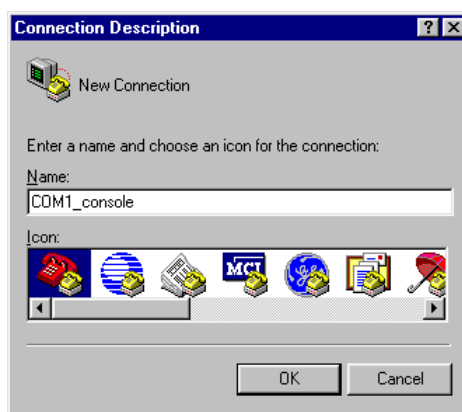 Connection Description
New Connection
Enter a name and choose an icon for the connection:
Name:
COM1_console
Icon:
MCI
OK
Cancel